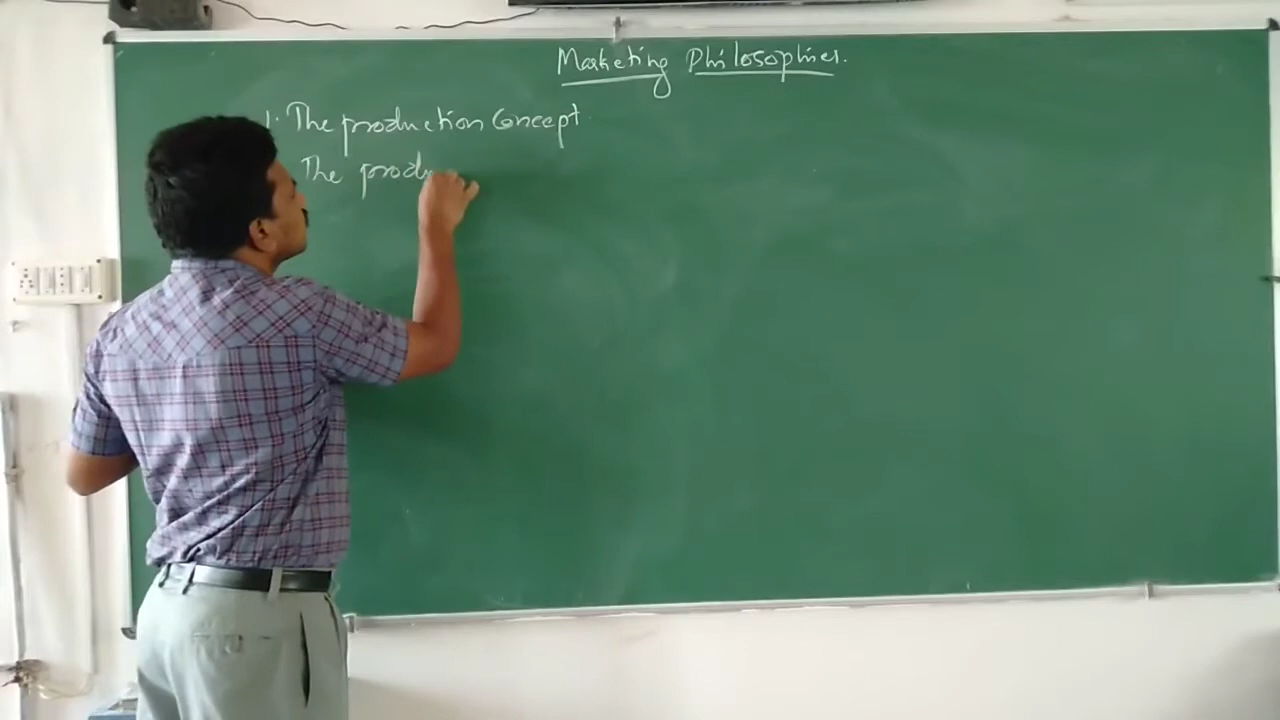 Marketing Philosophies.
1. The production Concept.
The produ